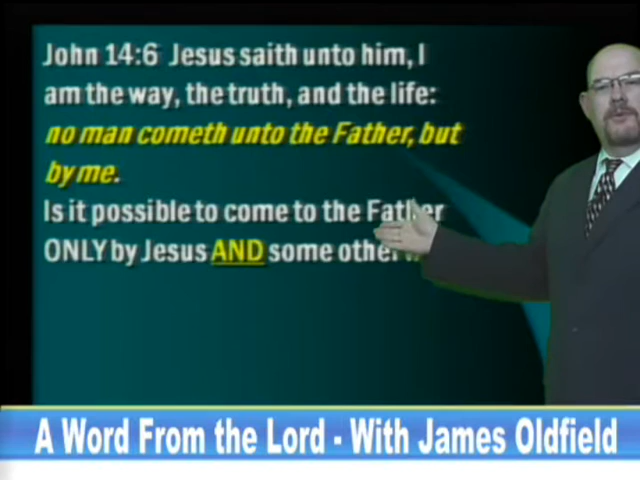 John 14:6 Jesus saith unto him, I
am the way, the truth, and the life:
no man cometh unto the Father, but
by me.
Is it possible to come to the Father
ONLY by Jesus AND some other
A Word From the Lord - With James Oldfield